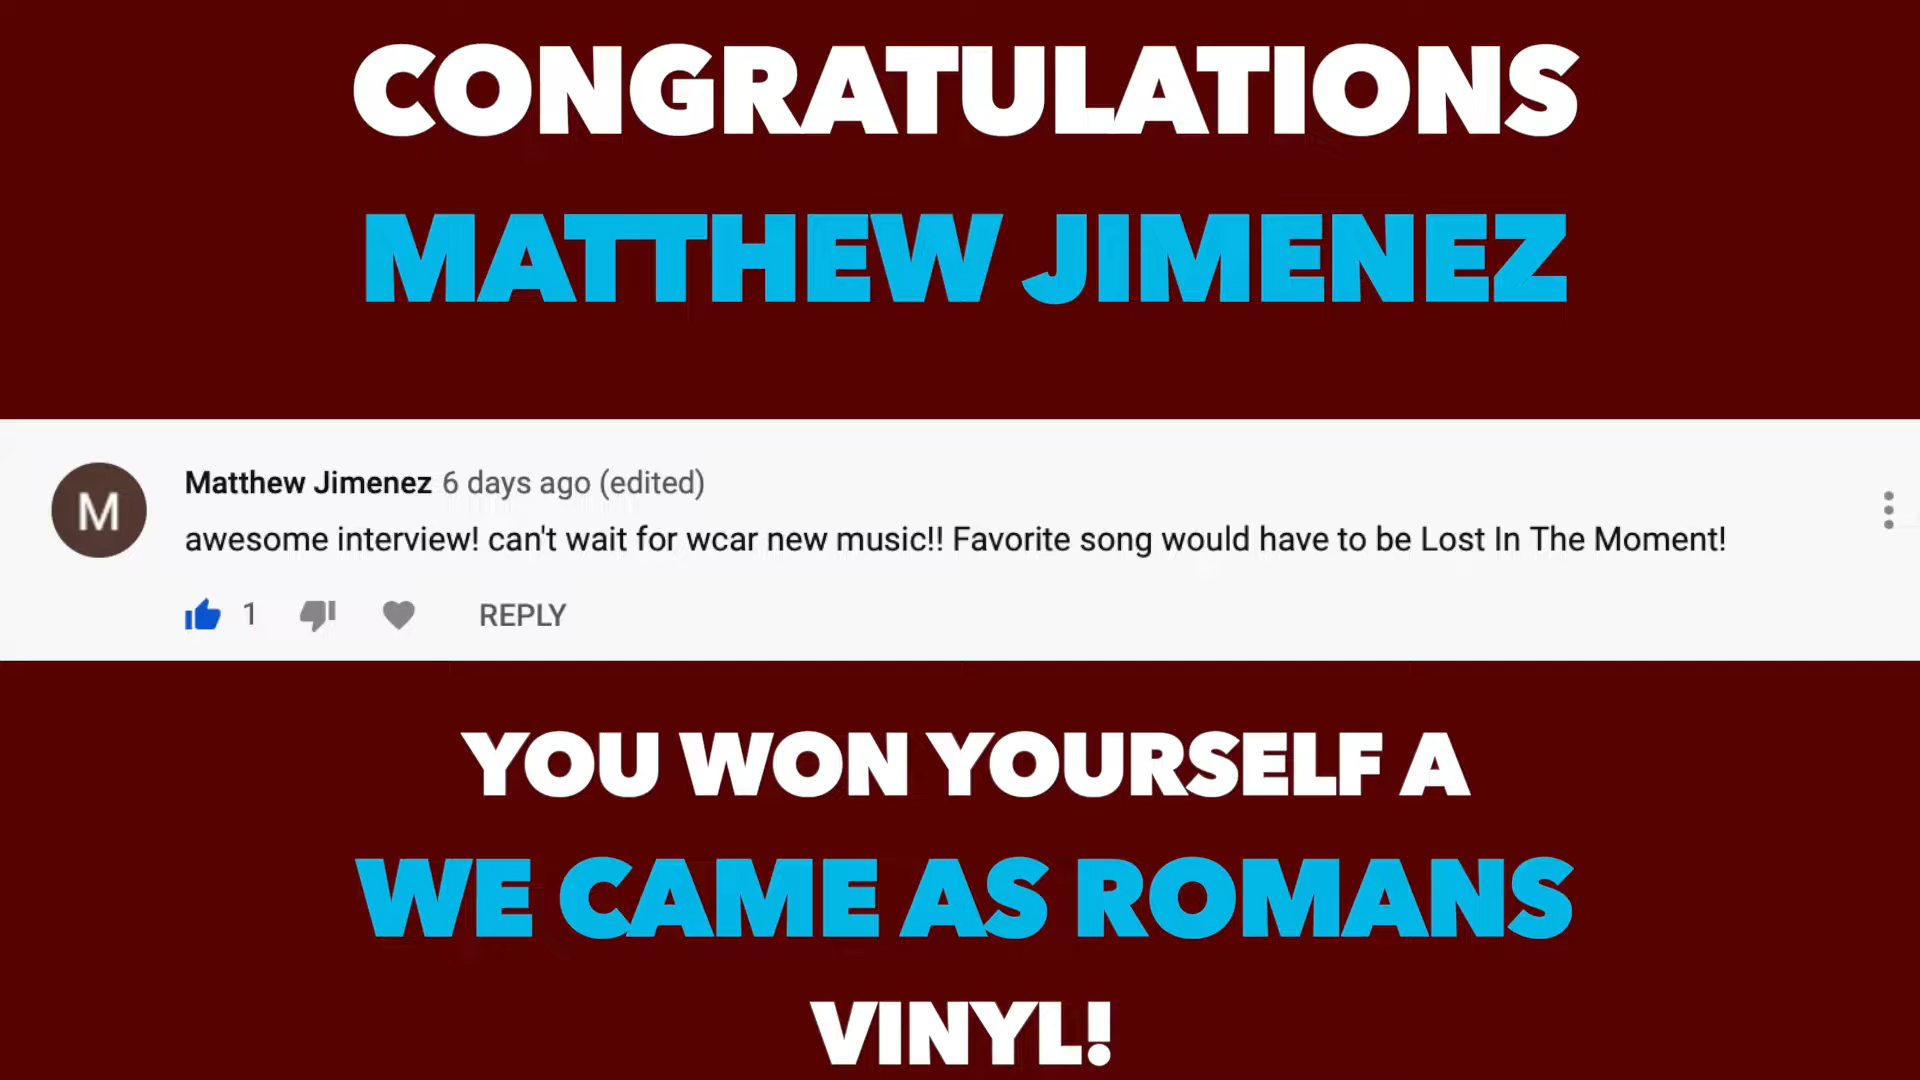 CONGRATULATIONS
MATTHEW JIMENEZ
M
Matthew Jimenez 6 days ago (edited)
awesome interview! can't wait for wcar new music!! Favorite song would have to be Lost In The Moment!
1 REPLY
YOU WON YOURSELF A
WE CAME AS ROMANS
VINYL!